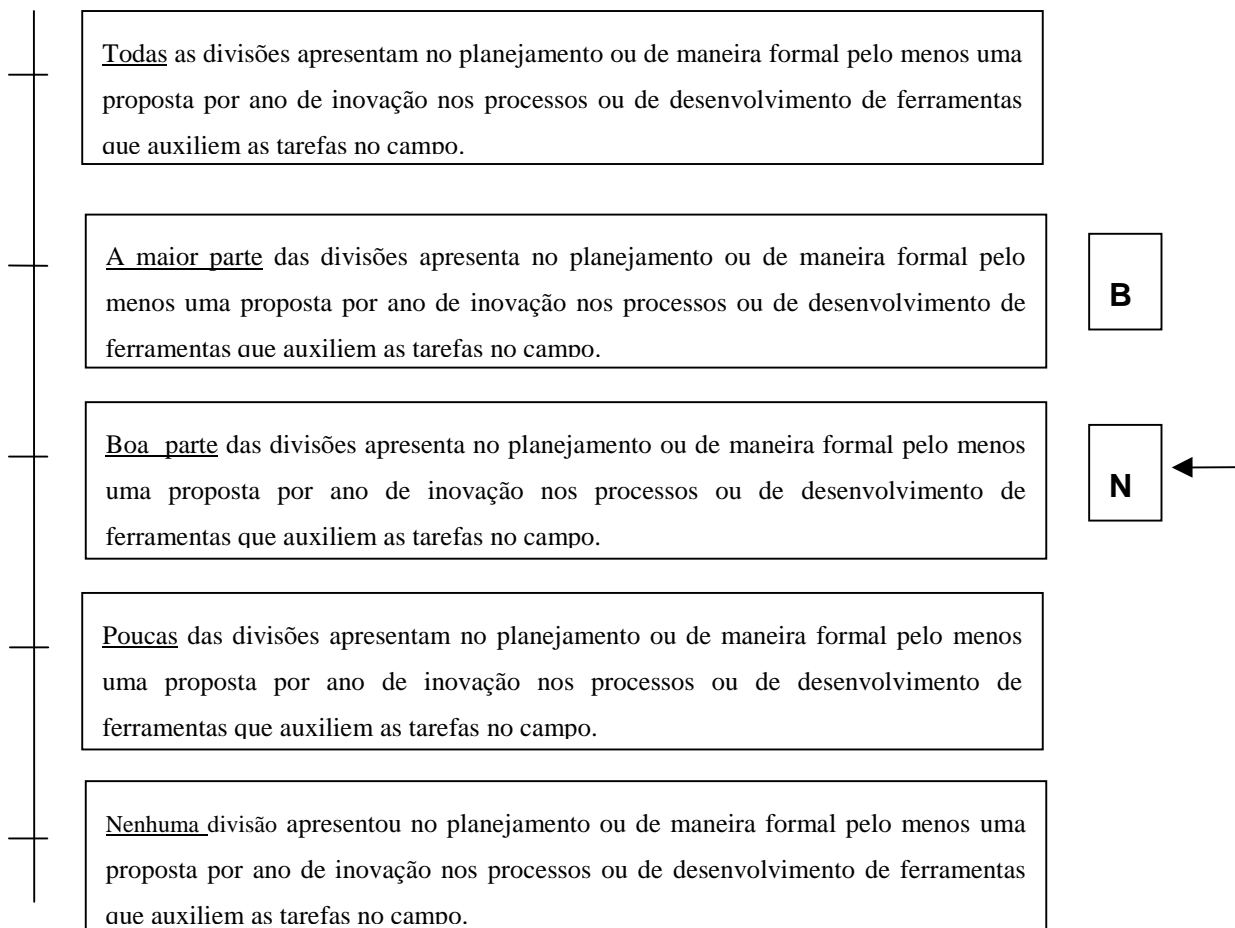 Todas as divisões apresentam no planejamento ou de maneira formal pelo menos uma
proposta por ano de inovação nos processos ou de desenvolvimento de ferramentas
que auxiliem as tarefas no campo.
A maior parte das divisões apresenta no planejamento ou de maneira formal pelo
menos uma proposta por ano de inovação nos processos ou de desenvolvimento de
ferramentas que auxiliem as tarefas no campo.
B
Boa parte das divisões apresenta no planejamento ou de maneira formal pelo menos
uma proposta por ano de inovação nos processos ou de desenvolvimento de
ferramentas que auxiliem as tarefas no campo.
N
Poucas das divisões apresentam no planejamento ou de maneira formal pelo menos
uma proposta por ano de inovação nos processos ou de desenvolvimento de
ferramentas que auxiliem as tarefas no campo.
Nenhuma divisão apresentou no planejamento ou de maneira formal pelo menos uma
proposta por ano de inovação nos processos ou de desenvolvimento de ferramentas
que auxiliem as tarefas no campo.